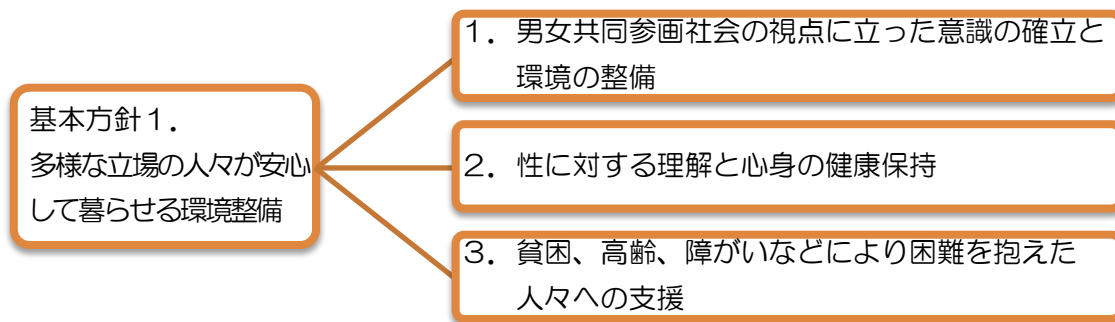 基本方針１．
多様な立場の人々が安心
して暮らせる環境整備
１．男女共同参画社会の視点に立った意識の確立と
環境の整備
２．性に対する理解と心身の健康保持
３．貧困、高齢、障がいなどにより困難を抱えた
人々への支援